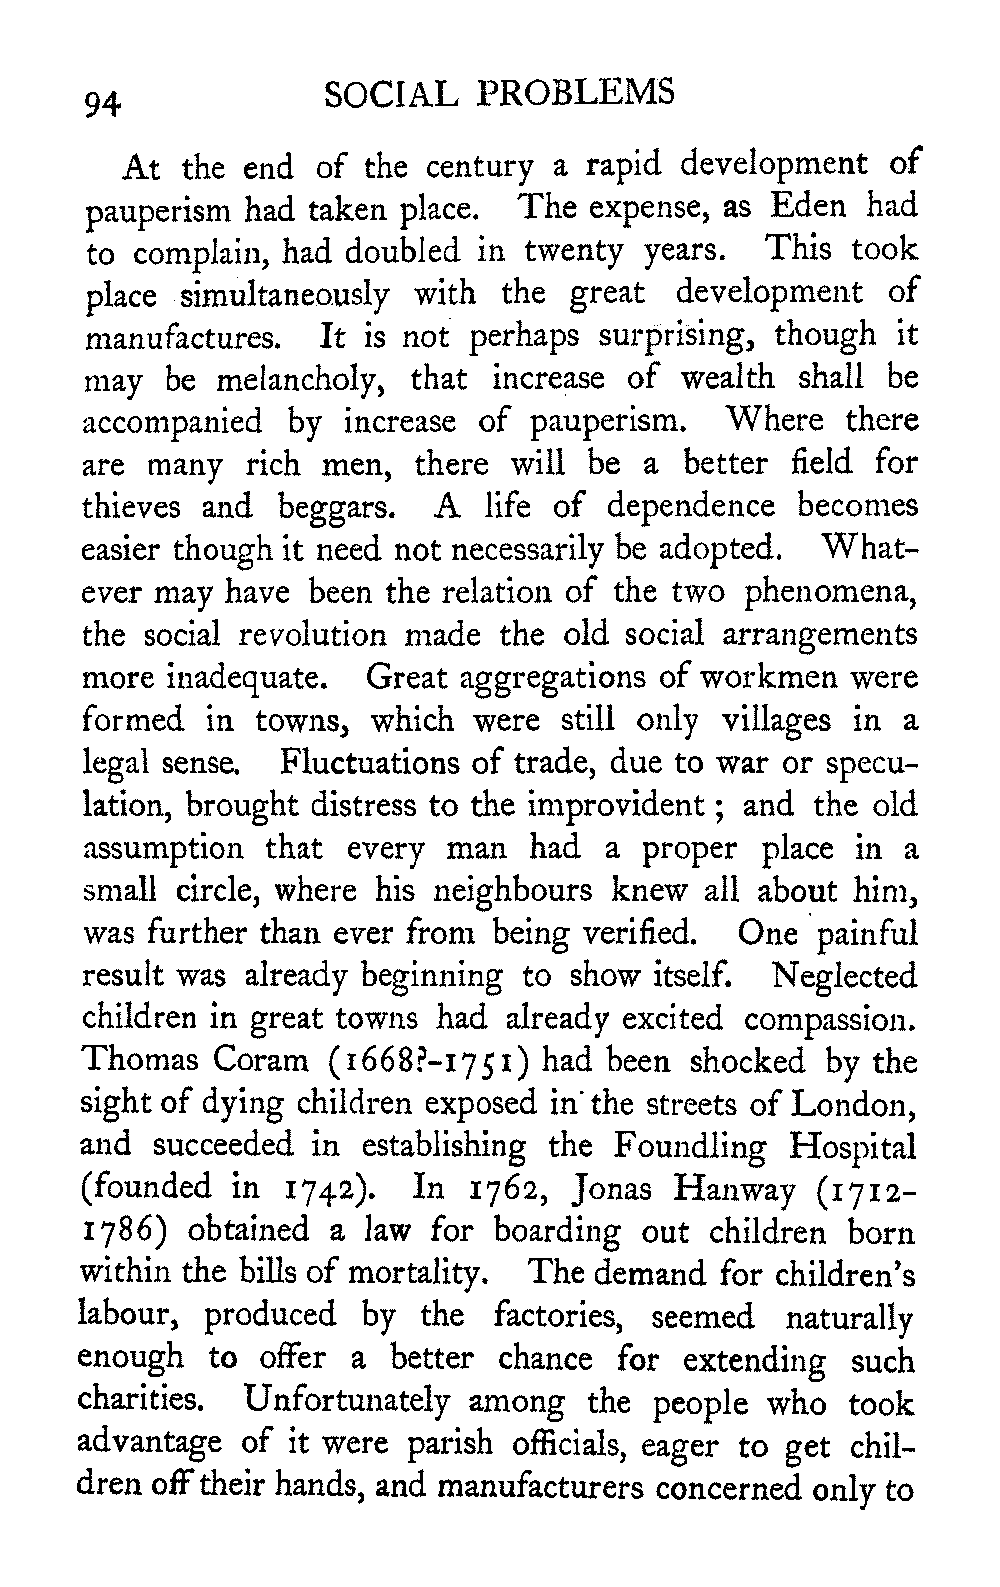 94 SOCIAL PROBLEMS
At the end of the century a rapid development of
pauperism had taken place. The expense, as Eden had
to complain, had doubled in twenty years. This took
place simultaneously with the great development of
manufactures. It is not perhaps surprising, though it
may be melancholy, that increase of wealth shall be
accompanied by increase of pauperism. Where there
are many rich men, there will be a better field for
thieves and beggars. A life of dependence becomes
easier though it need not necessarily be adopted. What-
ever may have been the relation of the two phenomena,
the social revolution made the old social arrangements
more inadequate. Great aggregations of workmen were
formed in towns, which were still only villages in a
legal sense. Fluctuations of trade, due to war or specu-
lation, brought distress to the improvident ; and the old
assumption that every man had a proper place in a
small circle, where his neighbours knew all about him,
was further than ever from being verified. One painful
result was already beginning to show itself. Neglected
children in great towns had already excited compassion.
Thomas Coram (1668?-1751) had been shocked by the
sight of dying children exposed in the streets of London,
and succeeded in establishing the Foundling Hospital
(founded in 1742). In 1762, Jonas Hanway (1712-
1786) obtained a law for boarding out children born
within the bills of mortality. The demand for children's
labour, produced by the factories, seemed naturally
enough to offer a better chance for extending such
charities. Unfortunately among the people who took
advantage of it were parish officials, eager to get chil-
dren off their hands, and manufacturers concerned only to